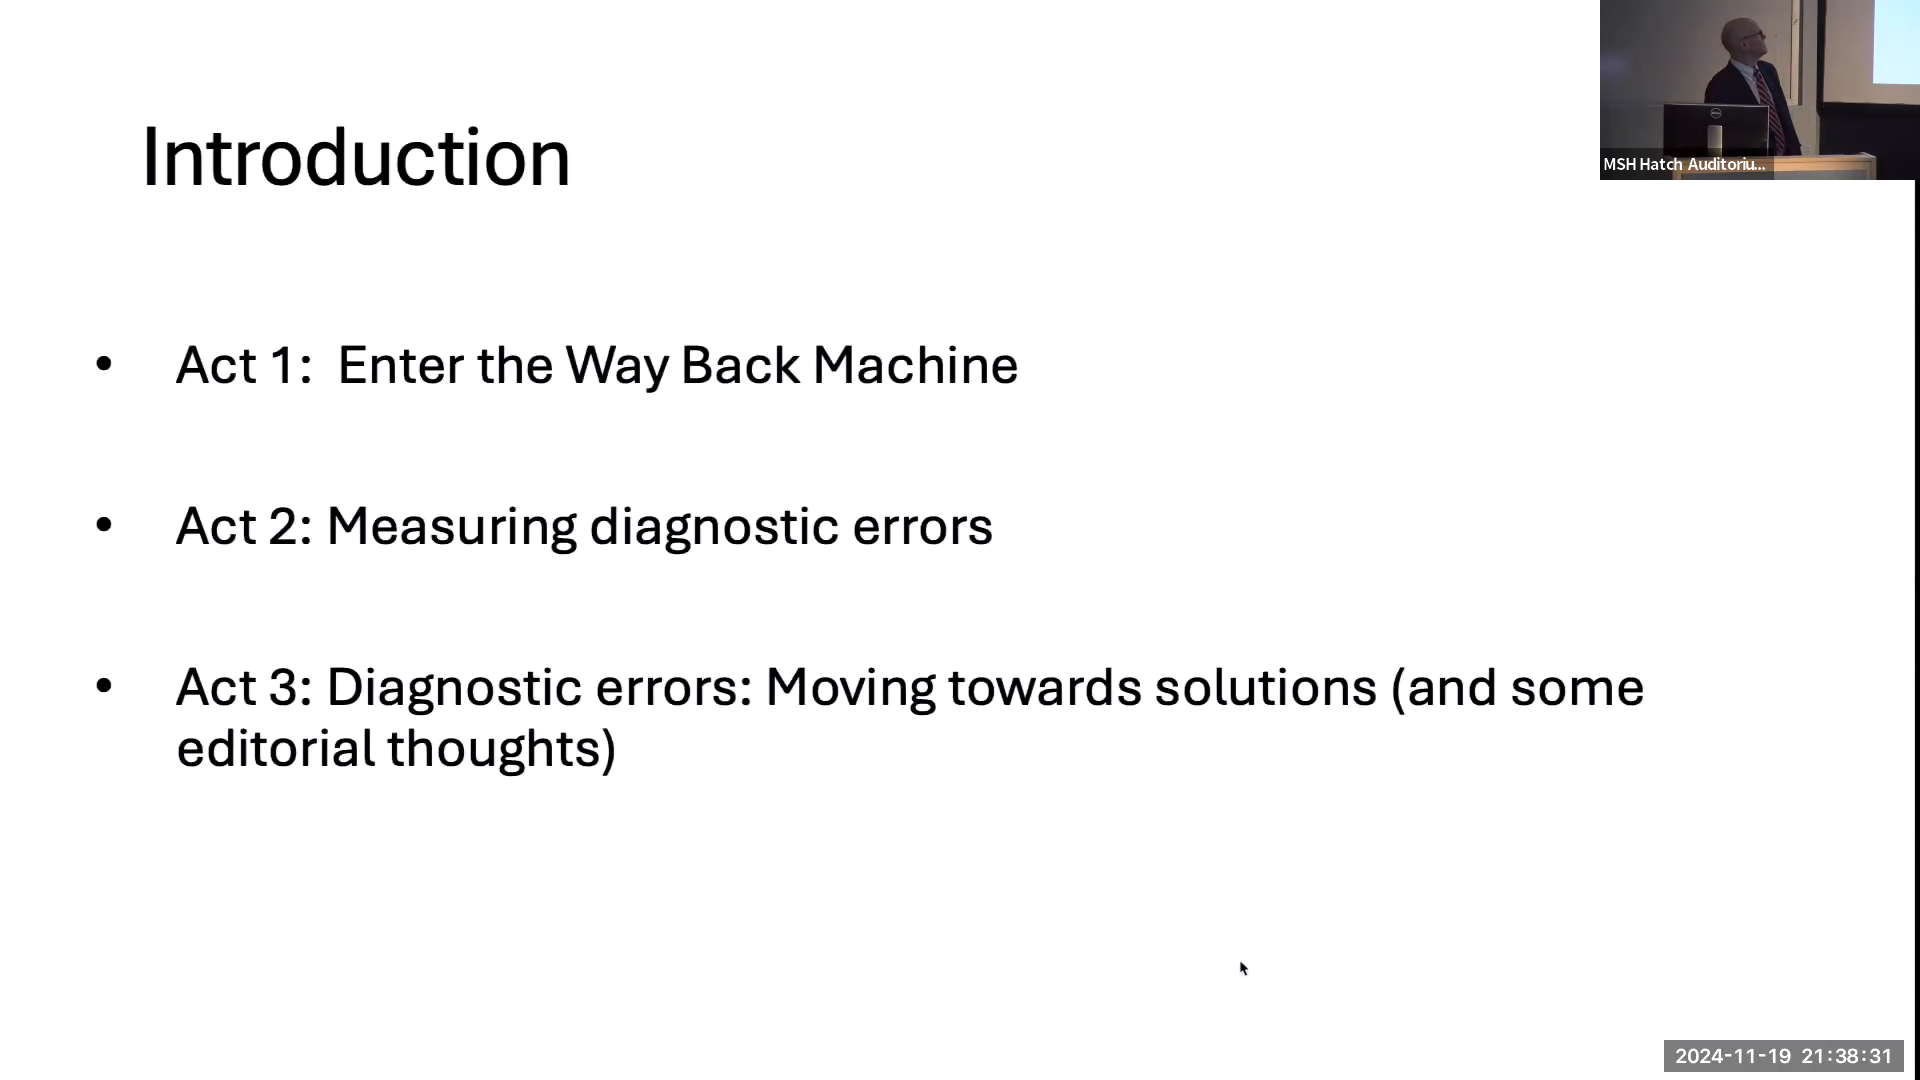 MSH Hatch Auditoriu...
Introduction
• Act 1:  Enter the Way Back Machine
• Act 2: Measuring diagnostic errors
• Act 3: Diagnostic errors: Moving towards solutions (and some
editorial thoughts)
2024-11-19 21:38:31